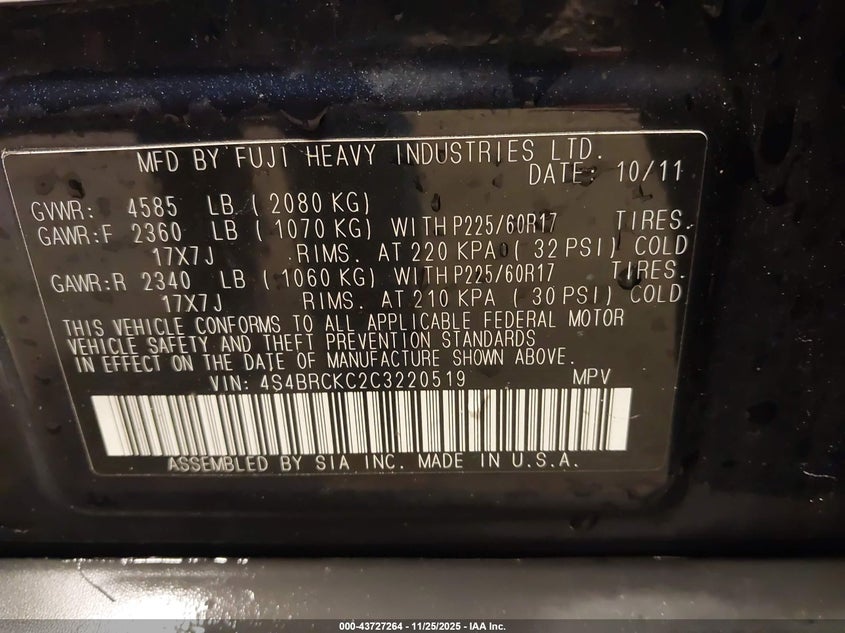 MFD BY FUJI HEAVY INDUSTRIES LTD.
DATE: 10/11
GVWR: 4585 LB ( 2080 KG)
GAWR:F 2360 LB ( 1070 KG) WITH P225/60R17 TIRES.
17X7J RIMS. AT 220 KPA ( 32 PSI) COLD
GAWR:R 2340 LB ( 1060 KG) WITH P225/60R17 TIRES.
17X7J RIMS. AT 210 KPA ( 30 PSI) COLD
THIS VEHICLE CONFORMS TO ALL APPLICABLE FEDERAL MOTOR
VEHICLE SAFETY AND THEFT PREVENTION STANDARDS
IN EFFECT ON THE DATE OF MANUFACTURE SHOWN ABOVE.
VIN: 4S4BRCKC2C3220519 MPV
ASSEMBLED BY SIA INC. MADE IN U.S.A.
000-43727264 - 11/25/2025 - IAA Inc.